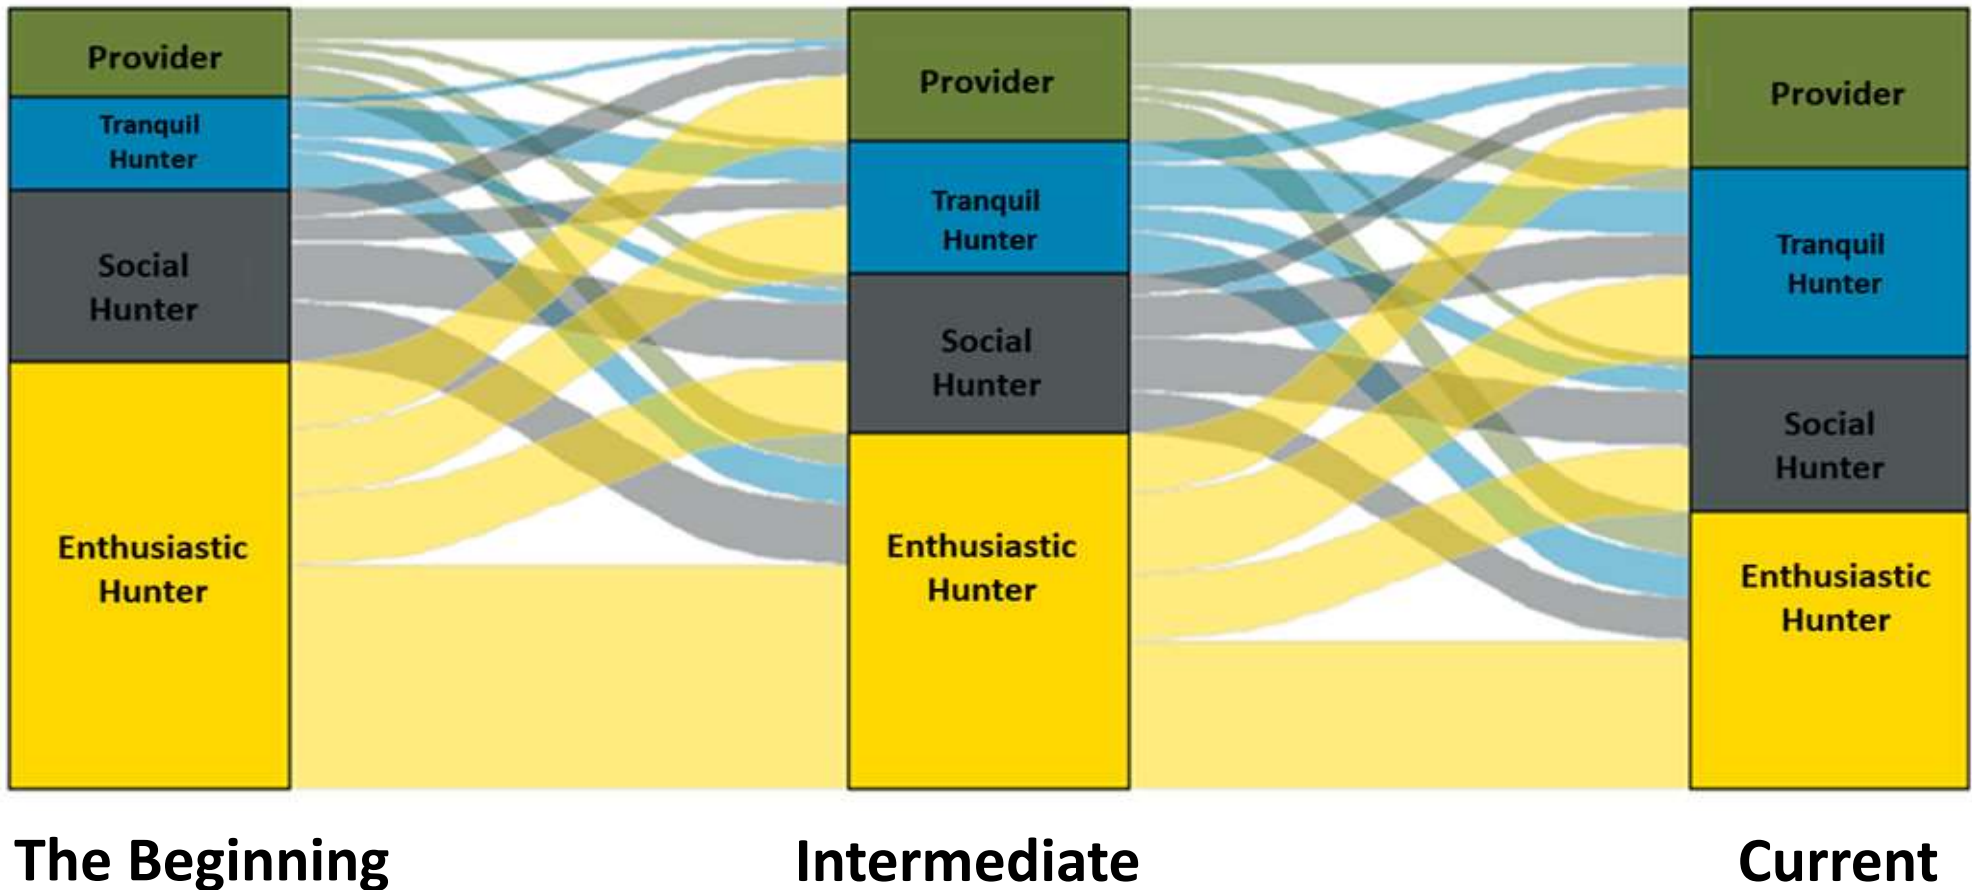 Provider
Tranquil
Hunter
Social
Hunter
Enthusiastic
Hunter
Provider
Tranquil
Hunter
Social
Hunter
Enthusiastic
Hunter
Provider
Tranquil
Hunter
Social
Hunter
Enthusiastic
Hunter
The Beginning
Intermediate
Current